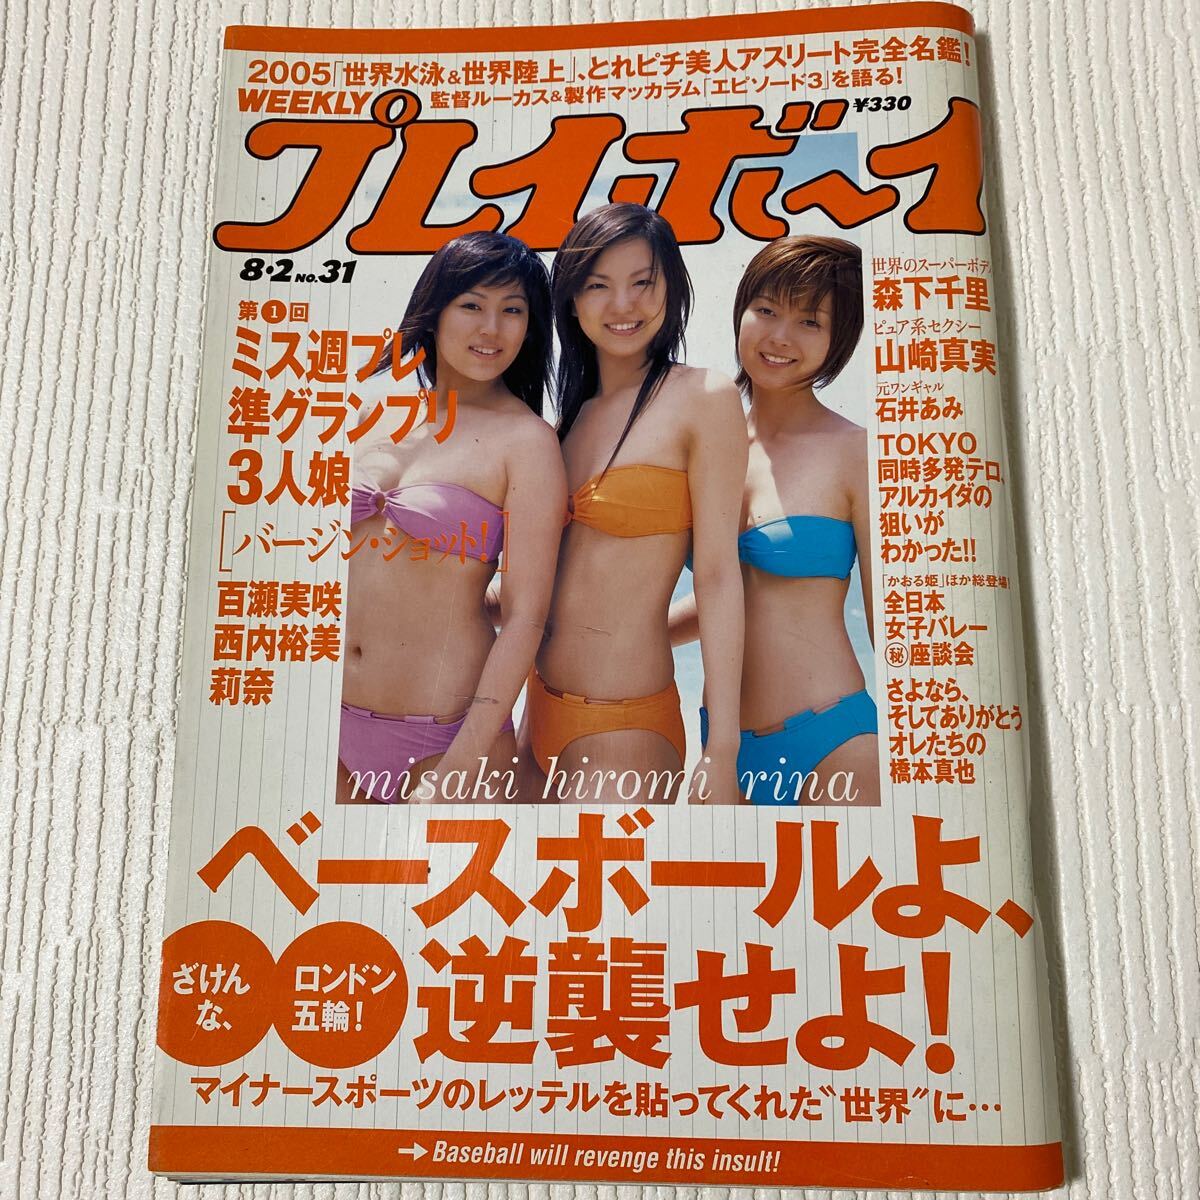 2005「世界水泳&世界陸上」、とれピチ美人アスリート完全名鑑!
WEEKLY
監督ルーカス&製作マッカラム「エピソード3」を語る!
¥330
プレイボーイ
8・2 NO.31
第1回
ミス週プレ
準グランプリ
3人娘
[バージン・ショット!]
百瀬実咲
西内裕美
莉奈
世界のスーパーボディ
森下千里
ピュア系セクシー
山崎真実
元ワンギャル
石井あみ
TOKYO
同時多発テロ、
アルカイダの
狙いが
わかった!!
「かおる姫」ほか総登場!
全日本
女子バレー
㊙座談会
さよなら、
そしてありがとう
オレたちの
橋本真也
misaki hiromi rina
ベースボールよ、
ざけん
な、
ロンドン
五輪!
逆襲せよ!
マイナースポーツのレッテルを貼ってくれた〝世界〟に…
→ Baseball will revenge this insult!